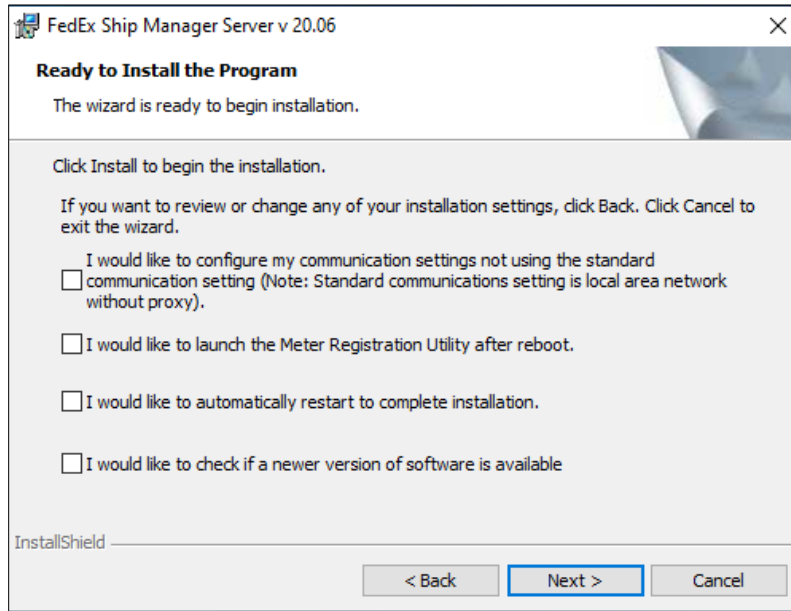 FedEx Ship Manager Server v 20.06
Ready to Install the Program
The wizard is ready to begin installation.
Click Install to begin the installation.
If you want to review or change any of your installation settings, click Back. Click Cancel to
exit the wizard.
I would like to configure my communication settings not using the standard
communication setting (Note: Standard communications setting is local area network
without proxy).
I would like to launch the Meter Registration Utility after reboot.
I would like to automatically restart to complete installation.
I would like to check if a newer version of software is available
InstallShield
< Back
Next >
Cancel